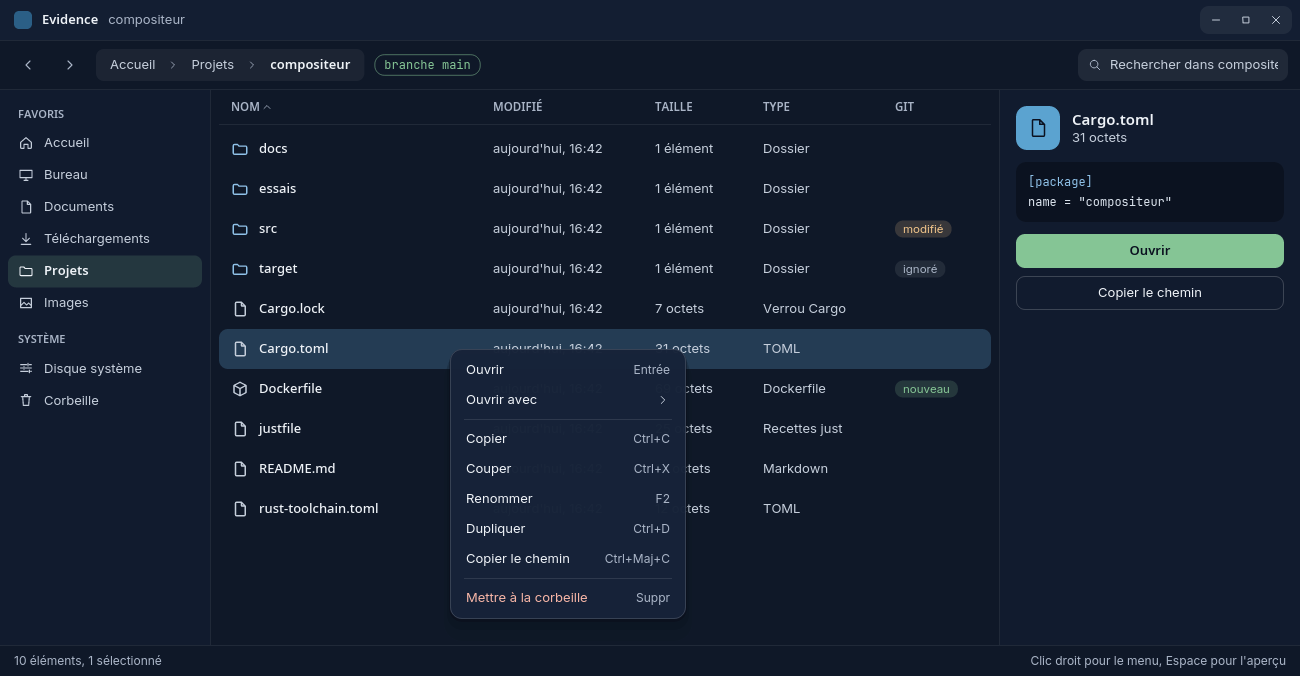 Evidence compositeur
Accueil Projets compositeur branche main Rechercher dans composite
FAVORIS
Accueil
Bureau
Documents
Téléchargements
Projets
Images
SYSTÈME
Disque système
Corbeille
NOM MODIFIÉ TAILLE TYPE GIT
docs aujourd'hui, 16:42 1 élément Dossier
essais aujourd'hui, 16:42 1 élément Dossier
src aujourd'hui, 16:42 1 élément Dossier modifié
target aujourd'hui, 16:42 1 élément Dossier ignoré
Cargo.lock aujourd'hui, 16:42 7 octets Verrou Cargo
Cargo.toml aujourd'hui, 16:42 31 octets TOML
Dockerfile octets Dockerfile nouveau
justfile octets Recettes just
README.md octets Markdown
rust-toolchain.toml octets TOML
Ouvrir Entrée
Ouvrir avec
Copier Ctrl+C
Couper Ctrl+X
Renommer F2
Dupliquer Ctrl+D
Copier le chemin Ctrl+Maj+C
Mettre à la corbeille Suppr
Cargo.toml
31 octets
[package]
name = "compositeur"
Ouvrir
Copier le chemin
10 éléments, 1 sélectionné
Clic droit pour le menu, Espace pour l'aperçu